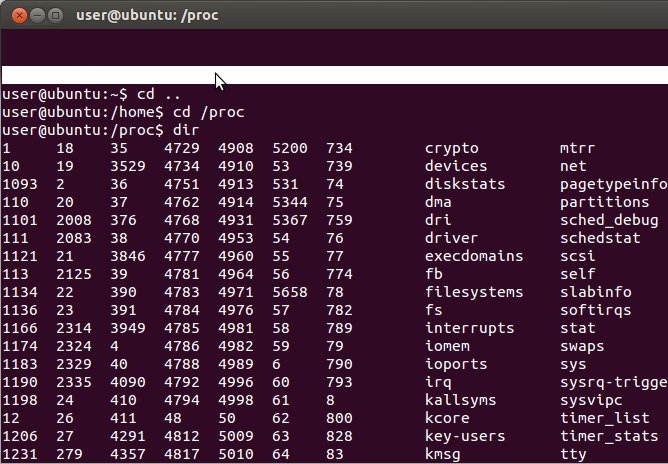 user@ubuntu: /proc
user@ubuntu:~$ cd ..
user@ubuntu:/home$ cd /proc
user@ubuntu:/proc$ dir
1 18 35 4729 4908 5200 734 crypto mtrr
10 19 3529 4734 4910 53 739 devices net
1093 2 36 4751 4913 531 74 diskstats pagetypeinfo
110 20 37 4762 4914 5344 75 dma partitions
1101 2008 376 4768 4931 5367 759 dri sched_debug
111 2083 38 4770 4953 54 76 driver schedstat
1121 21 3846 4777 4960 55 77 execdomains scsi
113 2125 39 4781 4964 56 774 fb self
1134 22 390 4783 4971 5658 78 filesystems slabinfo
1136 23 391 4784 4976 57 782 fs softirqs
1166 2314 3949 4785 4981 58 789 interrupts stat
1174 2324 4 4786 4982 59 79 iomem swaps
1183 2329 40 4788 4989 6 790 ioports sys
1190 2335 4090 4792 4996 60 793 irq sysrq-trigge
1198 24 410 4794 4998 61 8 kallsyms sysvipc
12 26 411 48 50 62 800 kcore timer_list
1206 27 4291 4812 5009 63 828 key-users timer_stats
1231 279 4357 4817 5010 64 83 kmsg tty